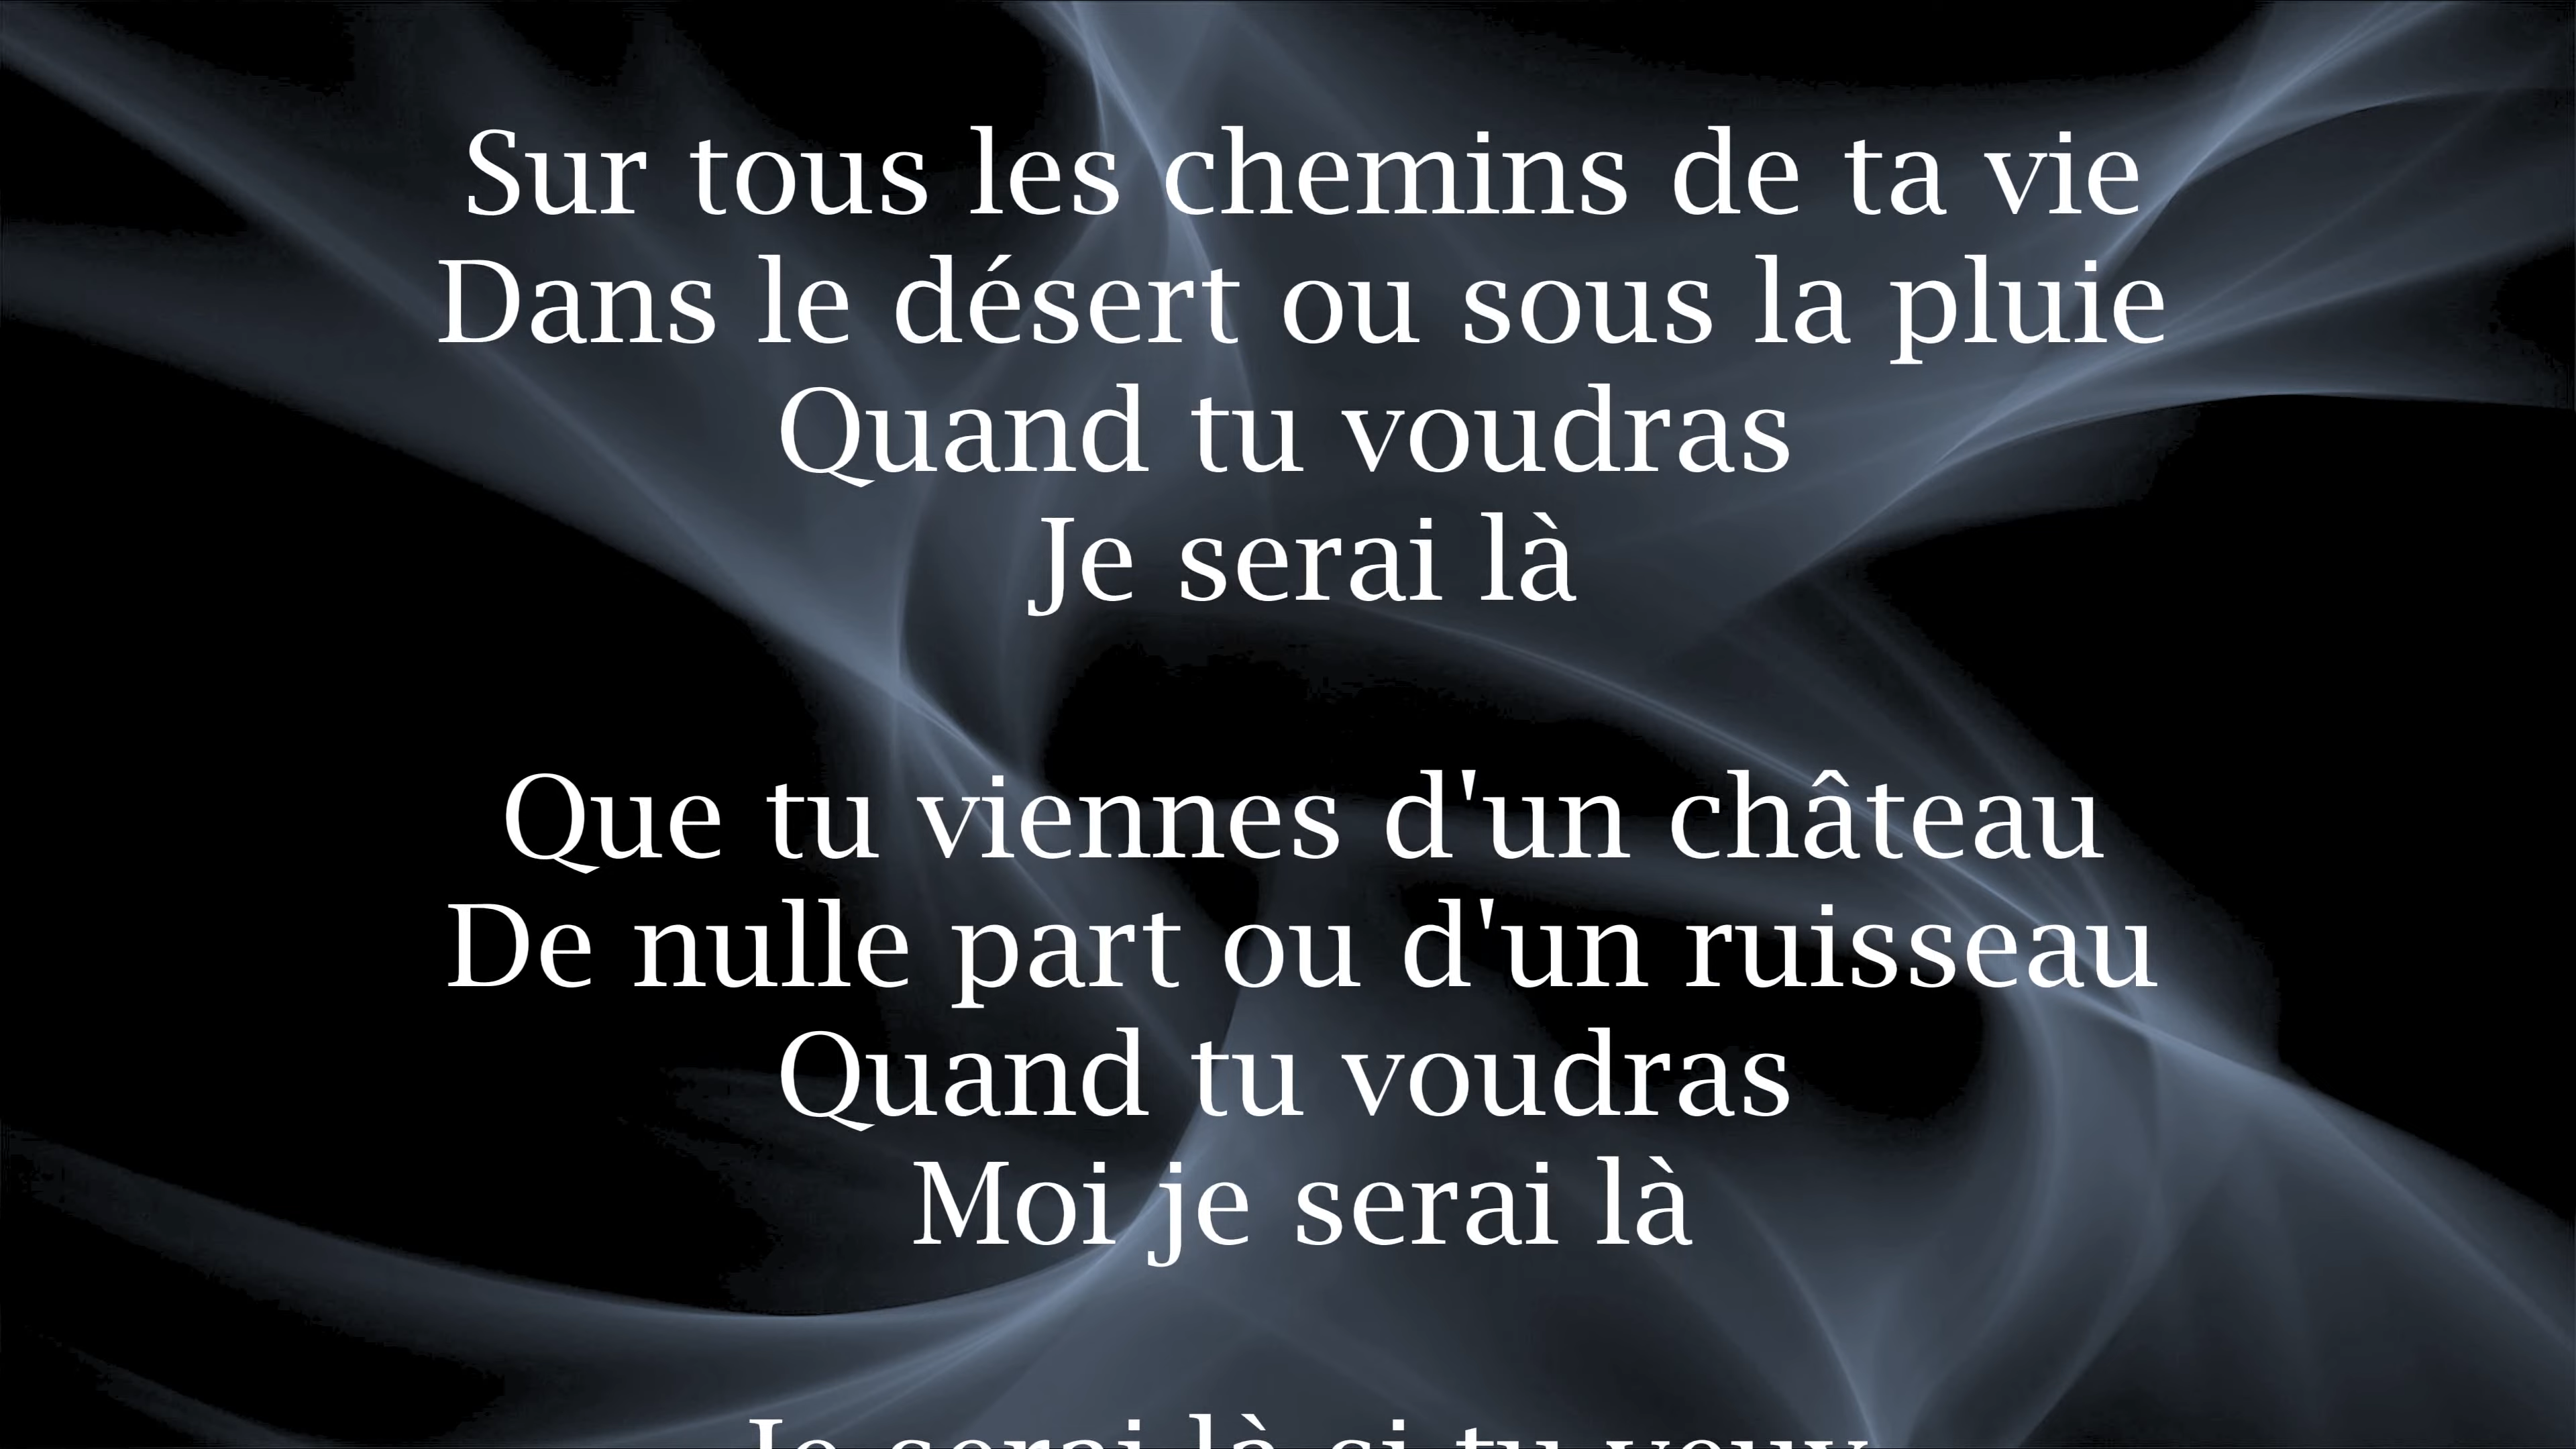 Sur tous les chemins de ta vie
Dans le désert ou sous la pluie
Quand tu voudras
Je serai là
Que tu viennes d'un château
De nulle part ou d'un ruisseau
Quand tu voudras
Moi je serai là
Je serai là si tu veux